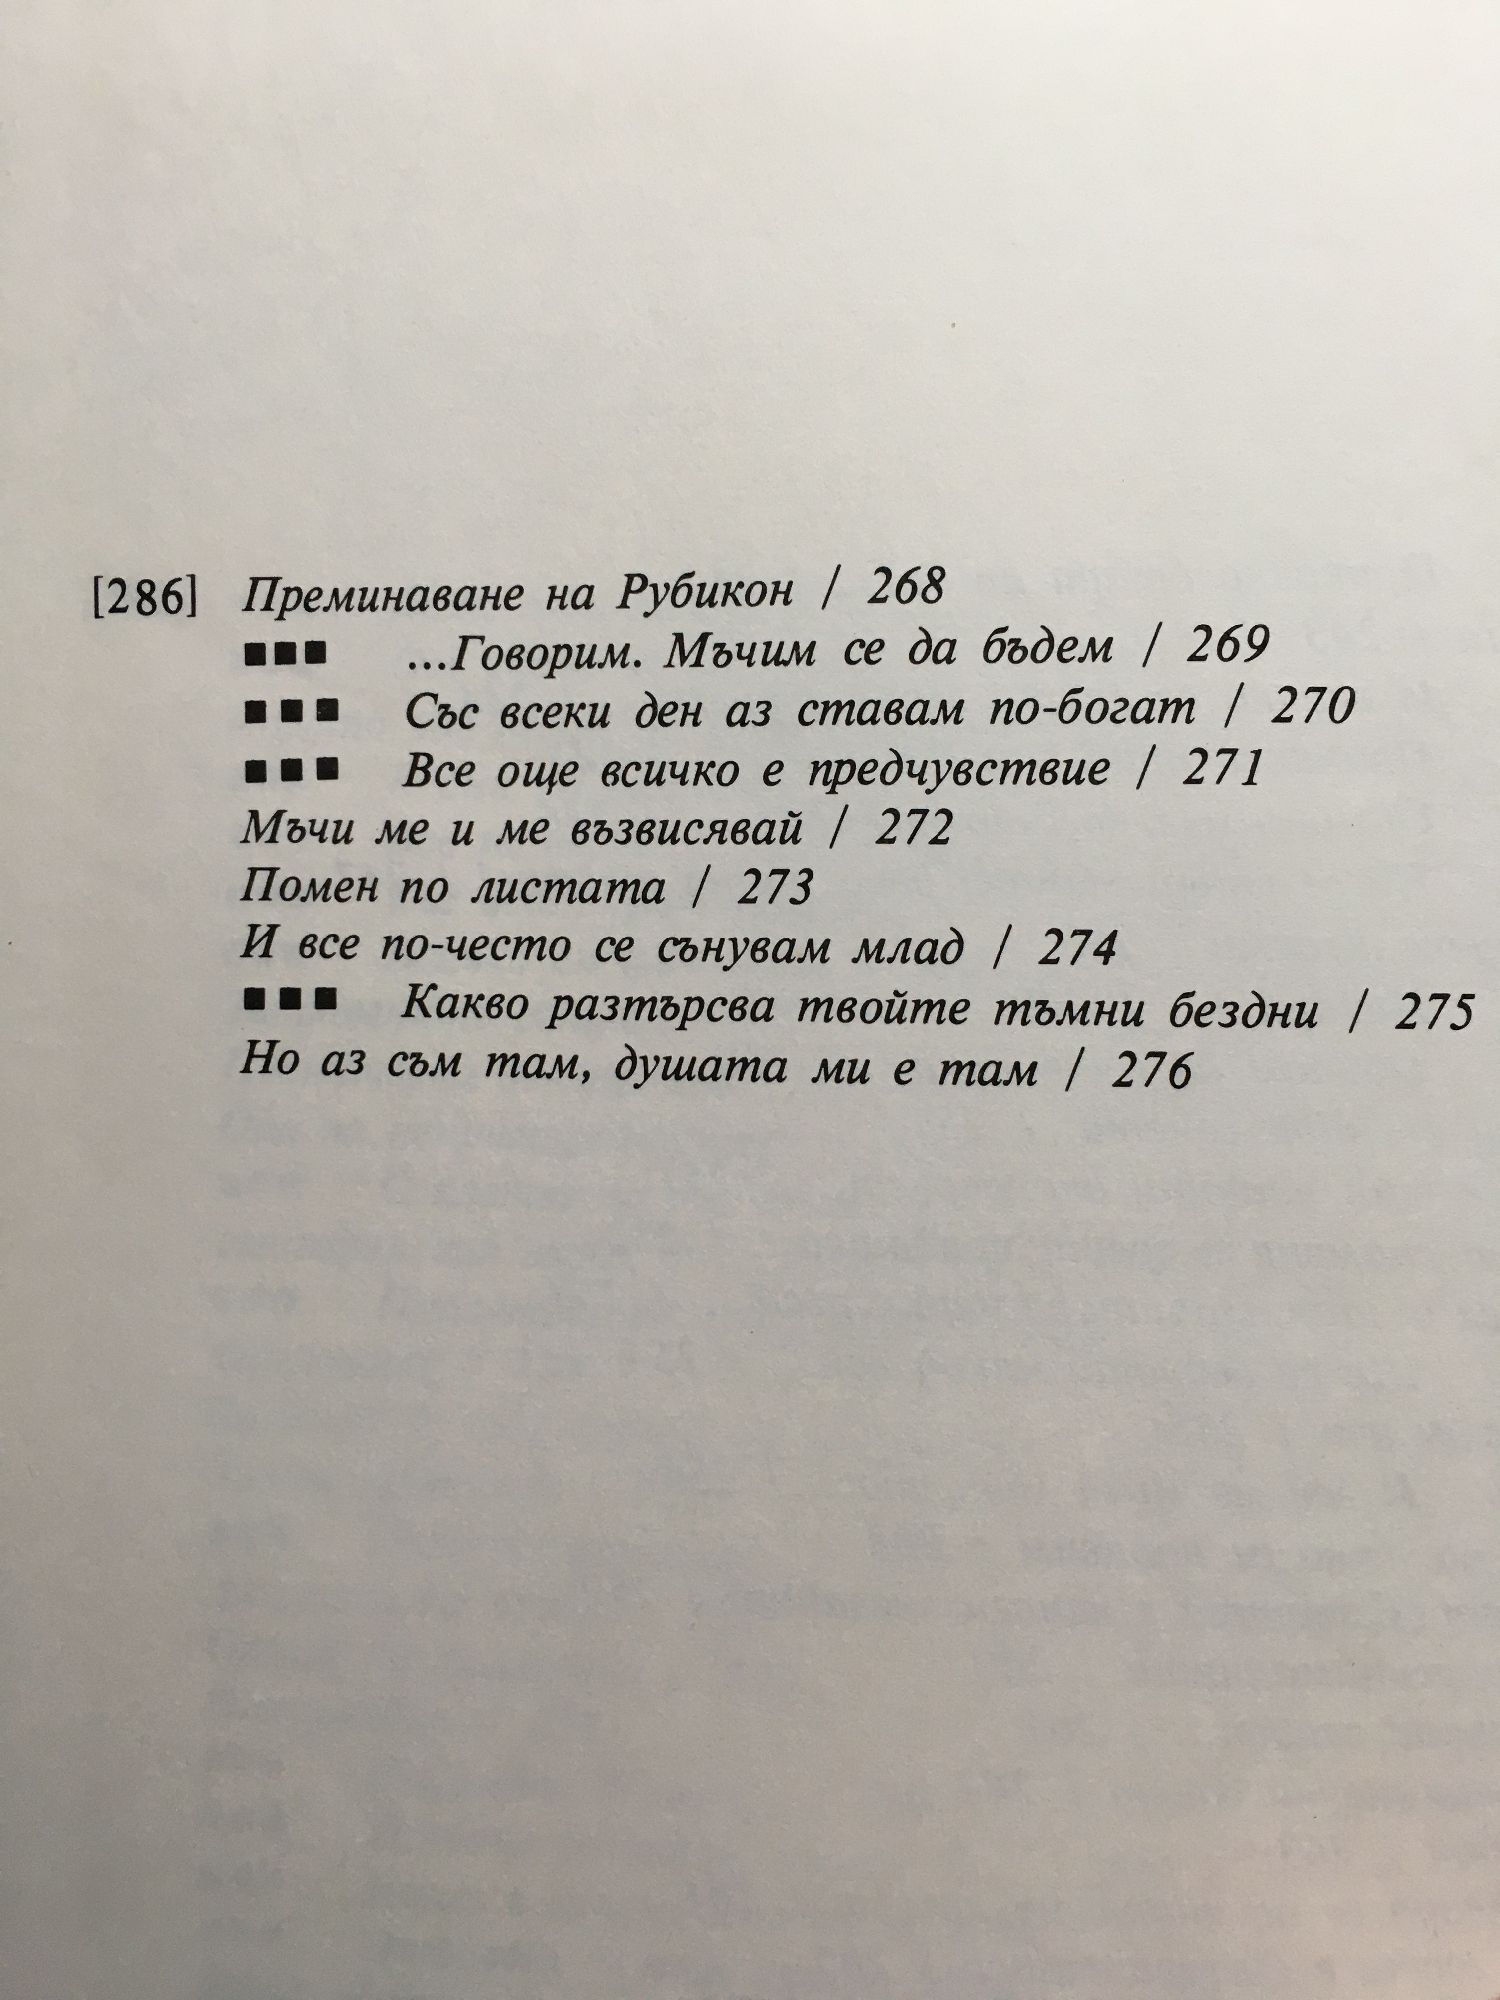 [286] Преминаване на Рубикон / 268
■■■ ...Говорим. Мъчим се да бъдем / 269
■■■ Със всеки ден аз ставам по-богат / 270
■■■ Все още всичко е предчувствие / 271
Мъчи ме и ме възвисявай / 272
Помен по листата / 273
И все по-често се сънувам млад / 274
■■■ Какво разтърсва твойте тъмни бездни / 275
Но аз съм там, душата ми е там / 276